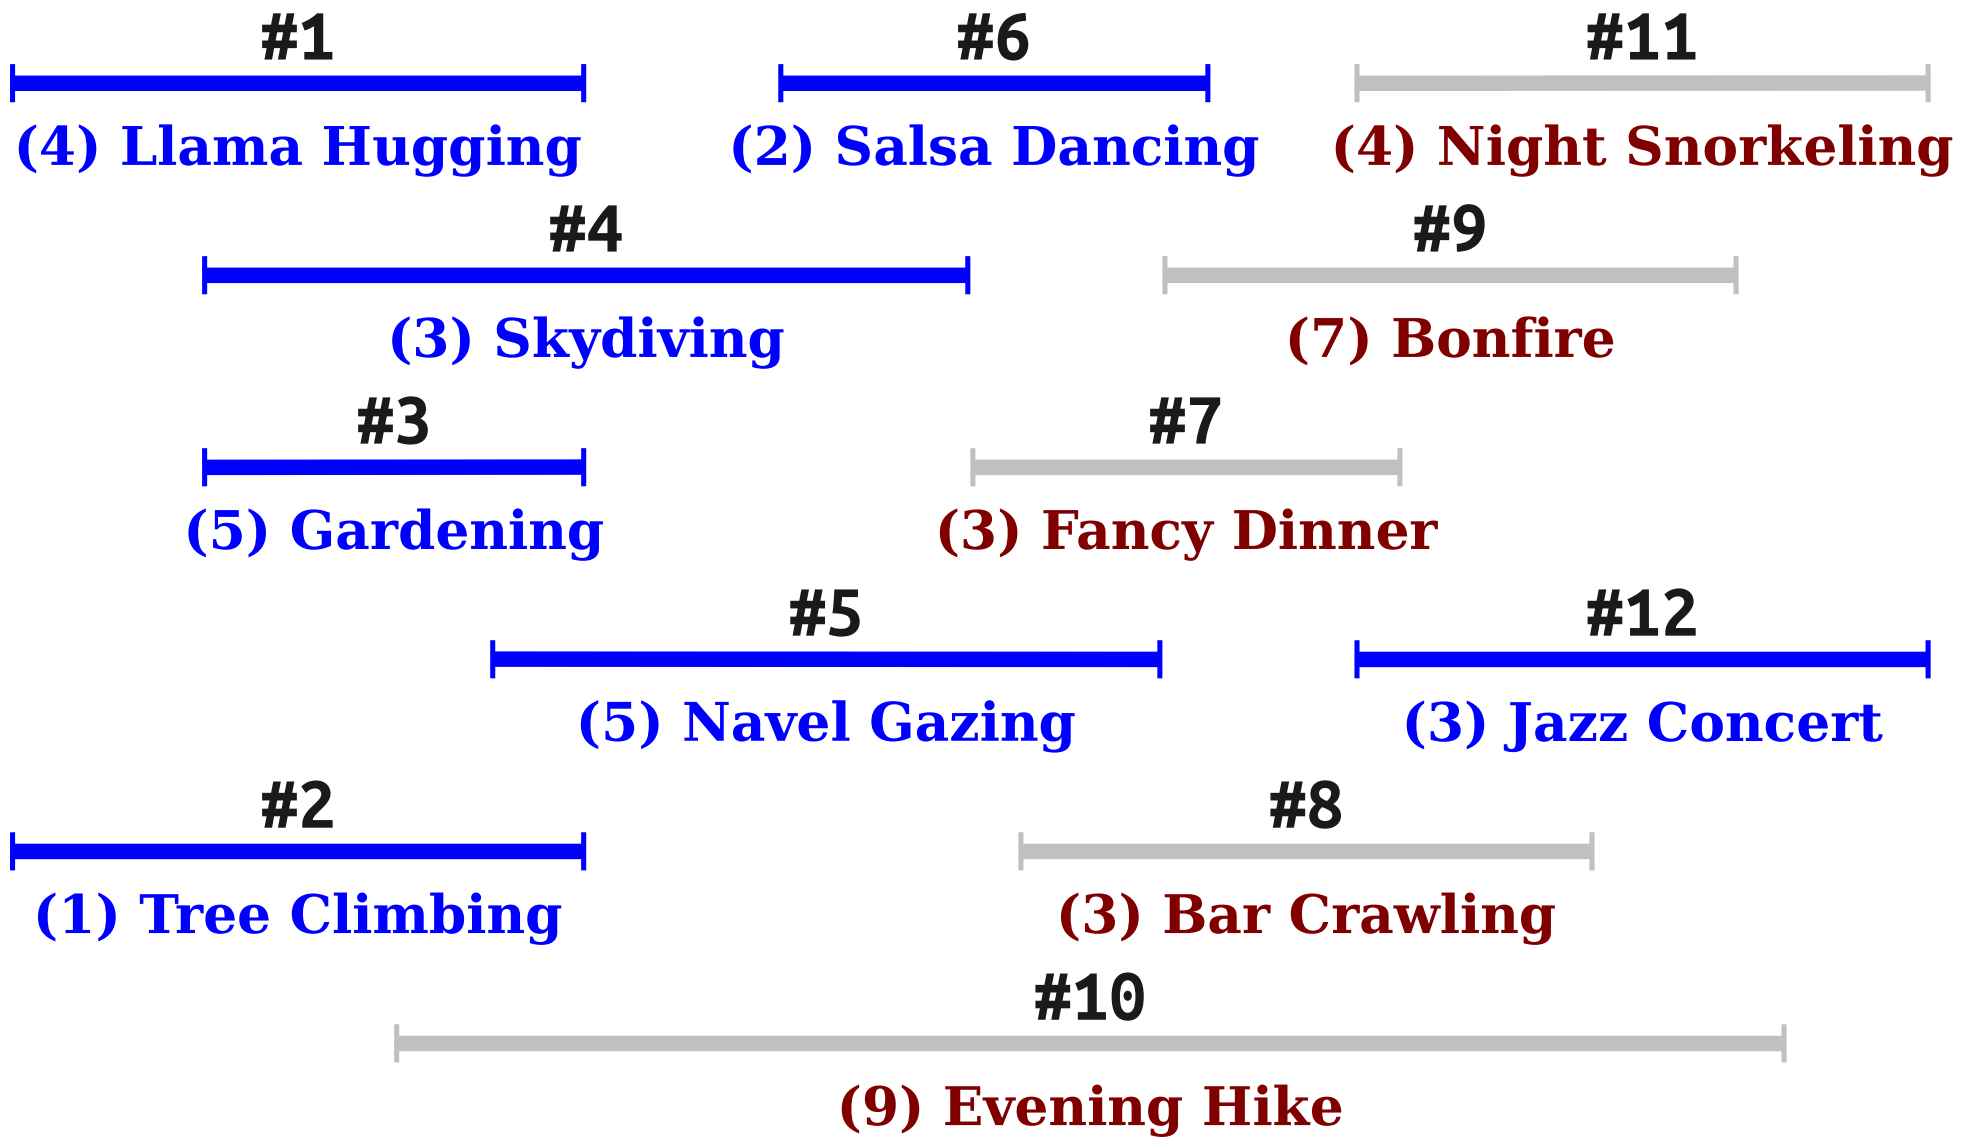 #1
(4) Llama Hugging
#6
(2) Salsa Dancing
#11
(4) Night Snorkeling
#4
(3) Skydiving
#9
(7) Bonfire
#3
(5) Gardening
#7
(3) Fancy Dinner
#5
(5) Navel Gazing
#12
(3) Jazz Concert
#2
(1) Tree Climbing
#8
(3) Bar Crawling
#10
(9) Evening Hike